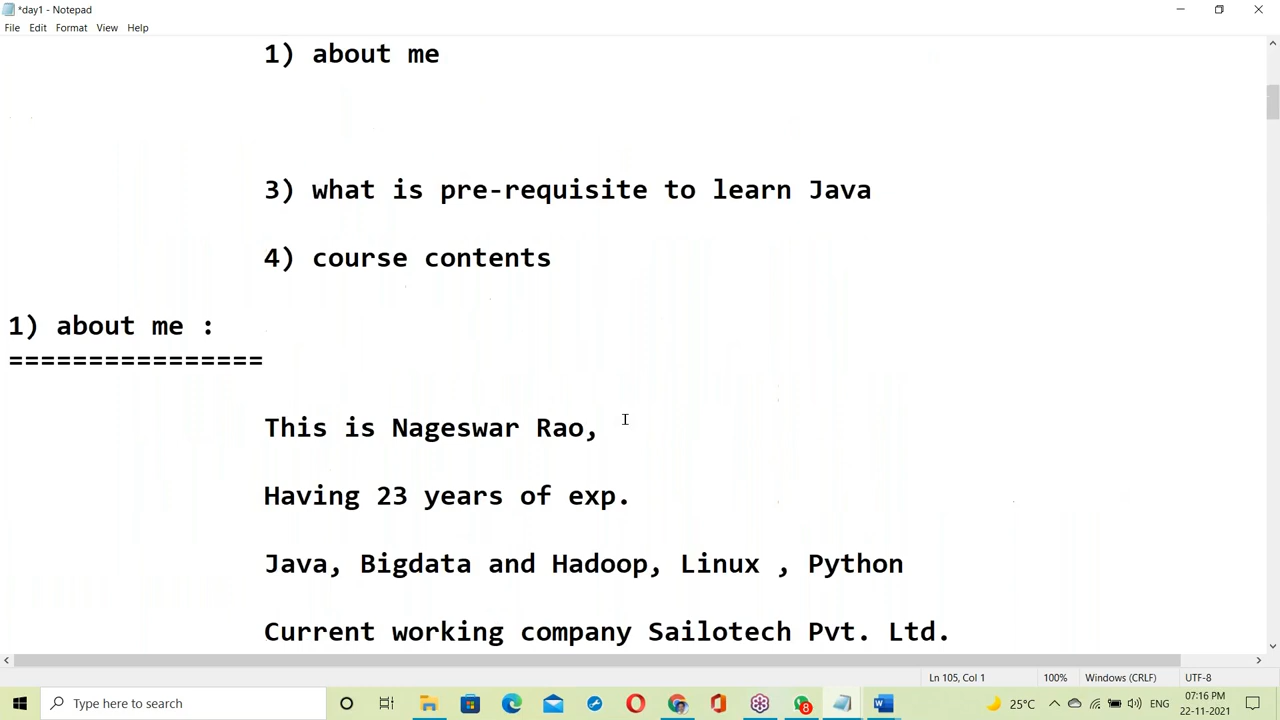 *day1 - Notepad
File Edit Format View Help
1) about me
3) what is pre-requisite to learn Java
4) course contents
1) about me :
================
This is Nageswar Rao,
Having 23 years of exp.
Java, Bigdata and Hadoop, Linux , Python
Current working company Sailotech Pvt. Ltd.
Ln 105, Col 1 100% Windows (CRLF) UTF-8
Type here to search 8 25°C ENG 07:16 PM
22-11-2021